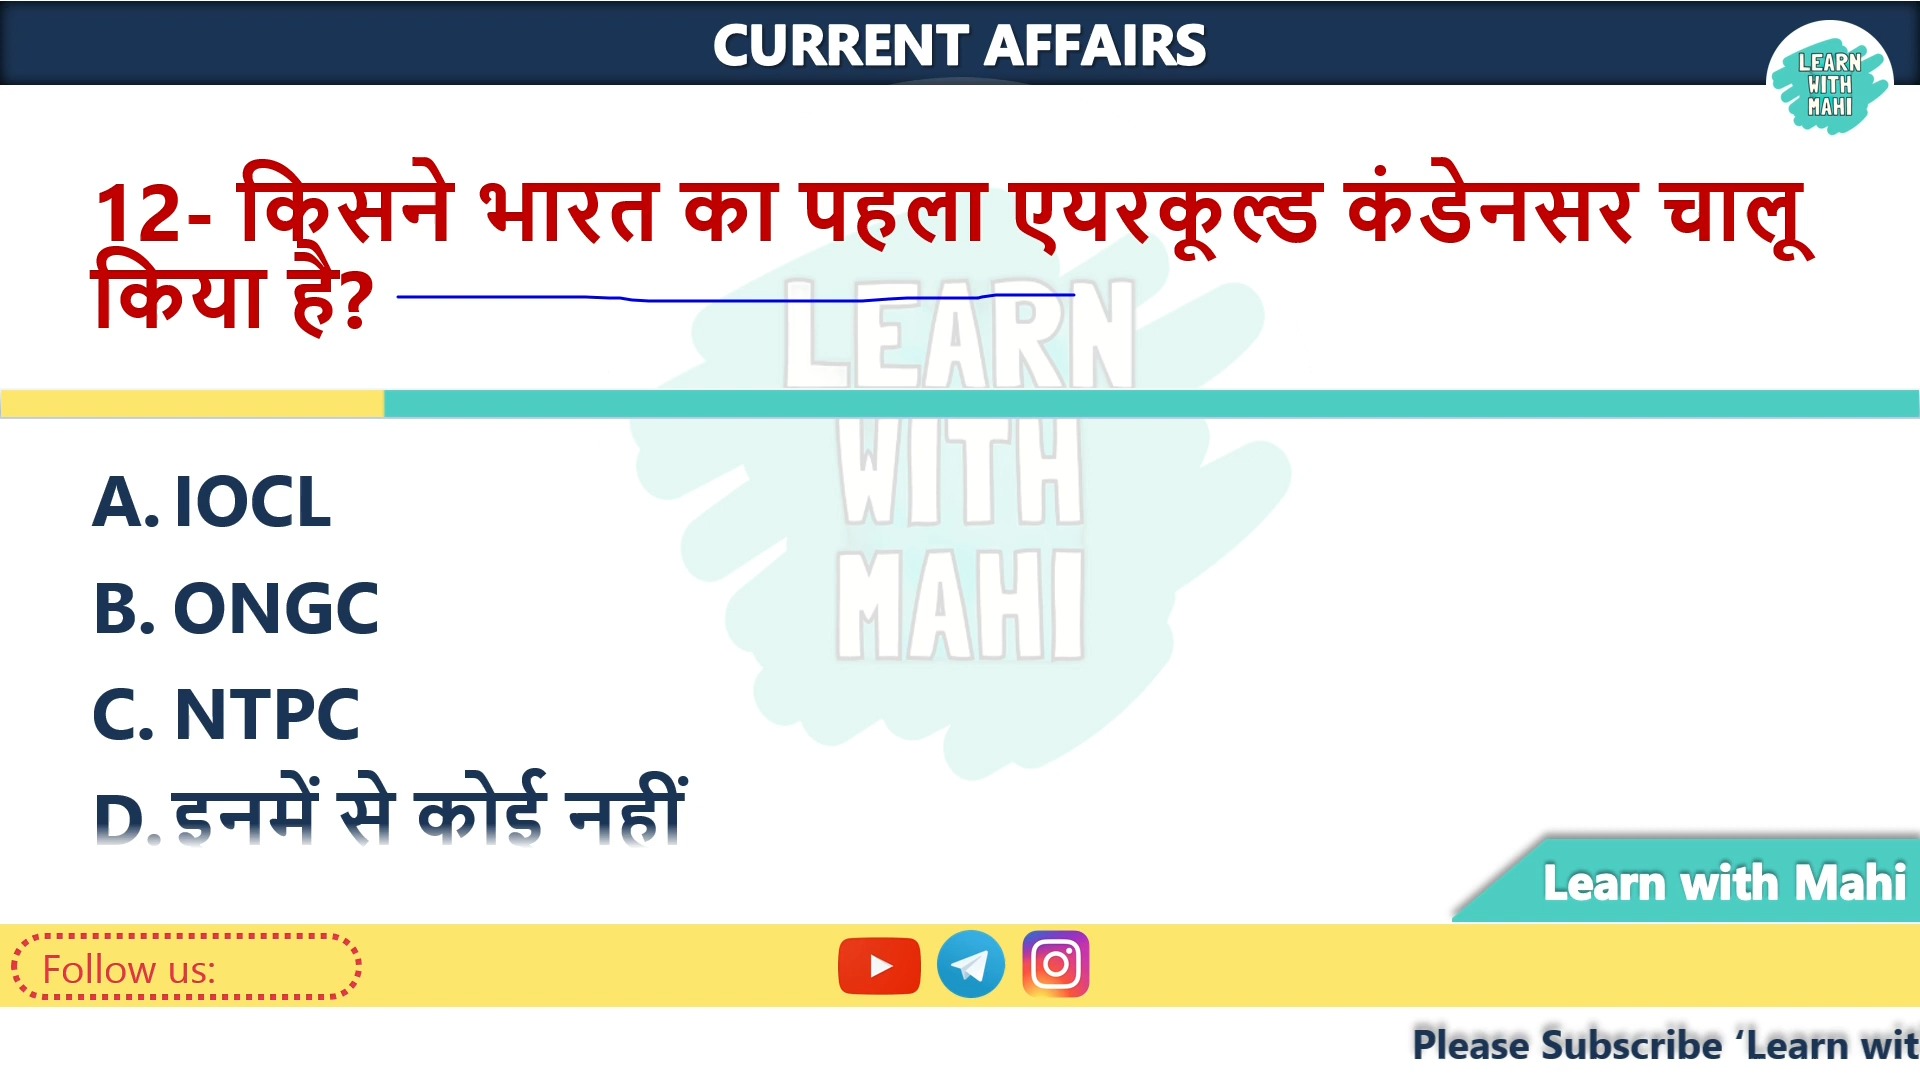 CURRENT AFFAIRS
LEARN
WITH
MAHI
12- किसने भारत का पहला एयरकूल्ड कंडेनसर चालू
किया है?
LEARN
WITH
MAHI
A. IOCL
B. ONGC
C. NTPC
D. इनमें से कोई नहीं
Learn with Mahi
Follow us:
Please Subscribe ‘Learn wit